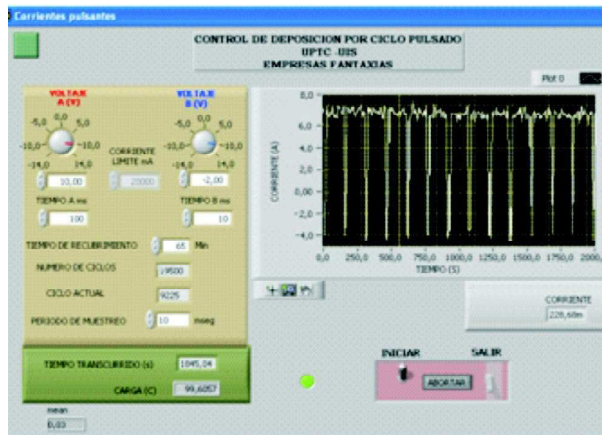 Corrientes pulsantes
CONTROL DE DEPOSICION POR CICLO PULSADO
UPTC -UIS
EMPRESAS FANTAXIAS
Plot 0
VOLTAJE
A (V)
-5,0 0,0 5,0
-10,0 -10,0
-14,0 14,0
10,00
TIEMPO A ms
100
CORRIENTE
LIMITE mA
20000
VOLTAJE
B (V)
-5,0 0,0 5,0
-10,0 -10,0
-14,0 14,0
-2,00
TIEMPO B ms
10
TIEMPO DE RECUBRIMIENTO 65 Min
NUMERO DE CICLOS 19500
CICLO ACTUAL 9225
PERIODO DE MUESTREO 10 mseg
TIEMPO TRANSCURRIDO (s) 1845,04
CARGA (C) 99,6057
mean
0,03
CORRIENTE (A)
8,0
6,0
4,0
2,0
0,00
-2,0
-4,0
0,0 250,0 500,0 750,0 1000,0 1250,0 1500,0 1750,0 2000,
TIEMPO (S)
CORRIENTE
228,68m
INICIAR SALIR
ABORTAR